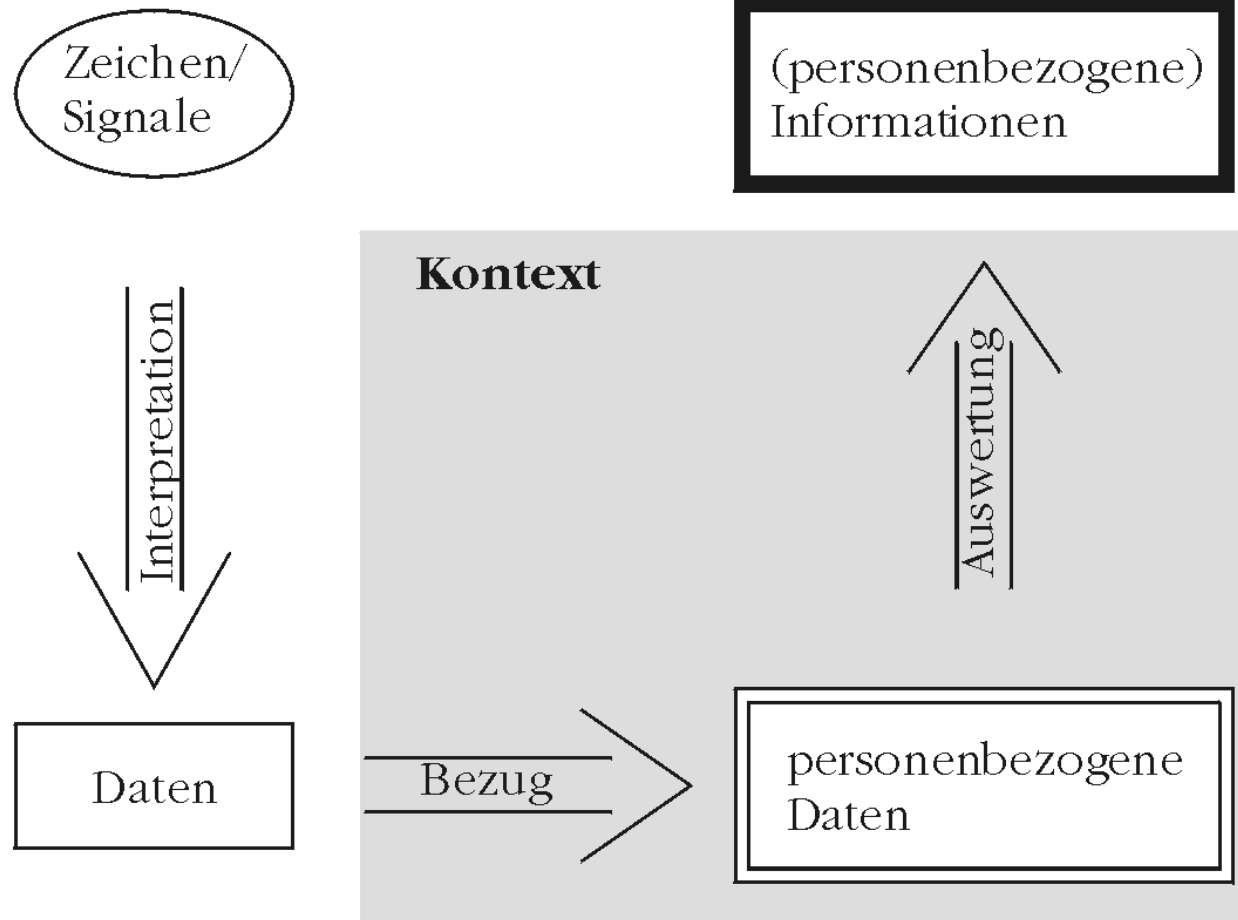 Zeichen/
Signale
(personenbezogene)
Informationen
Kontext
Interpretation
Auswertung
Daten
Bezug
personenbezogene
Daten